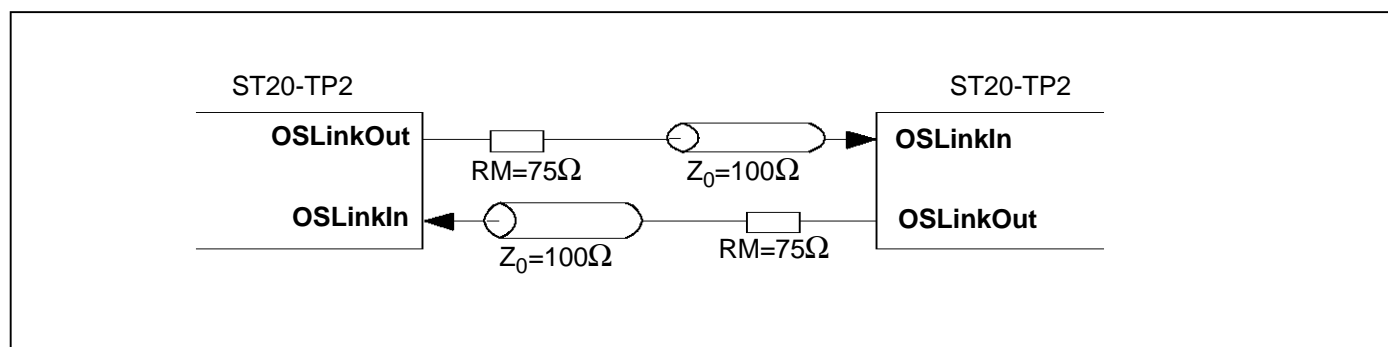 ST20-TP2 ST20-TP2
OSLinkOut OSLinkIn
RM=75Ω Z0=100Ω
OSLinkIn OSLinkOut
Z0=100Ω RM=75Ω